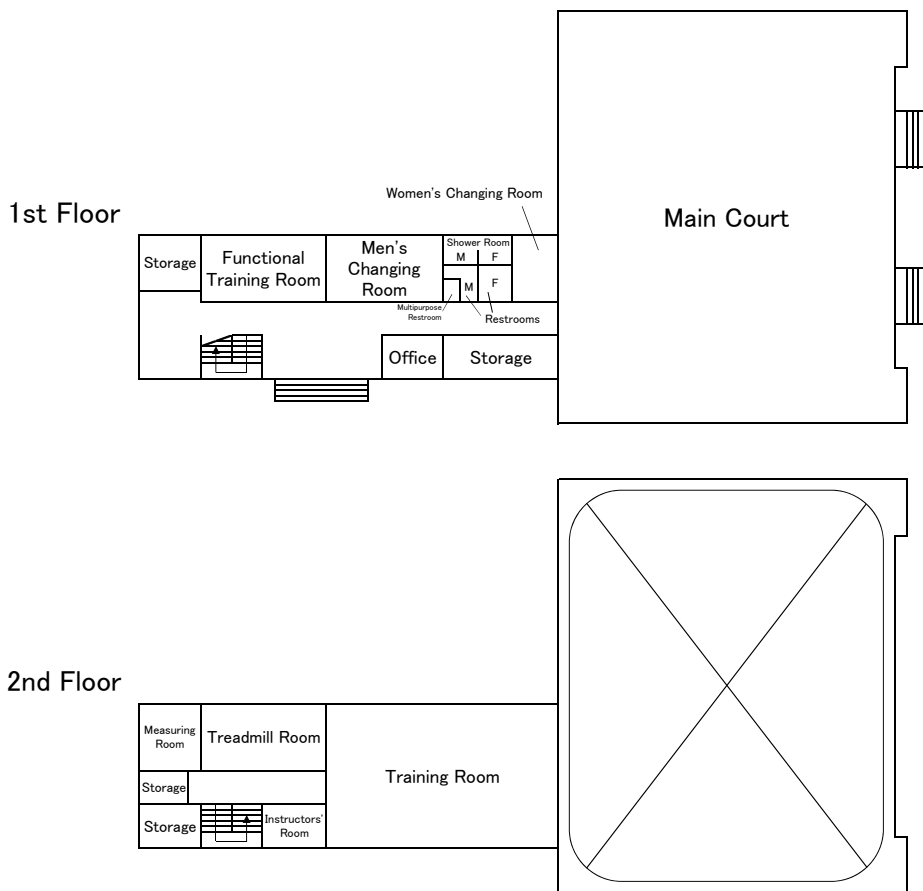 1st Floor
Women's Changing Room
Main Court
Storage
Functional
Training Room
Men's
Changing
Room
Shower Room
M F
M
F
Multipurpose
Restroom
Restrooms
Office
Storage
2nd Floor
Measuring
Room
Treadmill Room
Training Room
Storage
Storage
Instructors'
Room